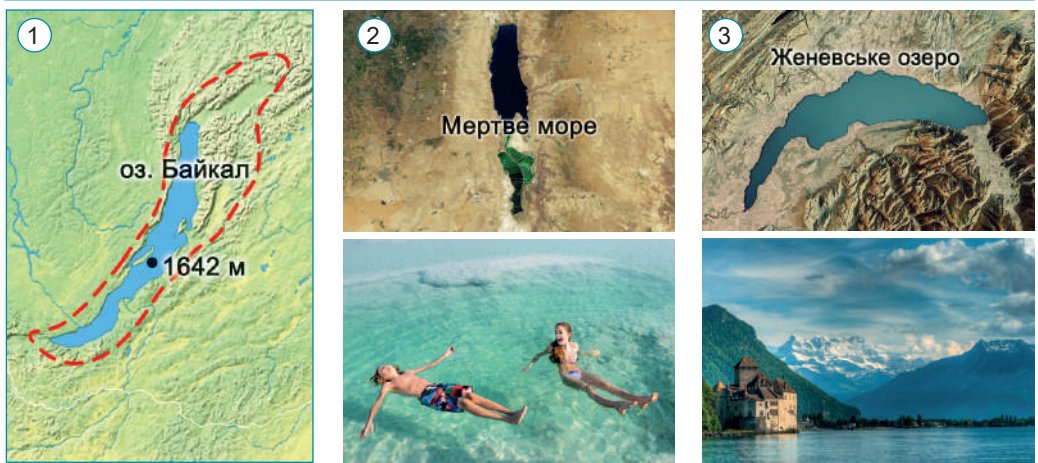 1
оз. Байкал
1642 м
2
Мертве море
3
Женевське озеро